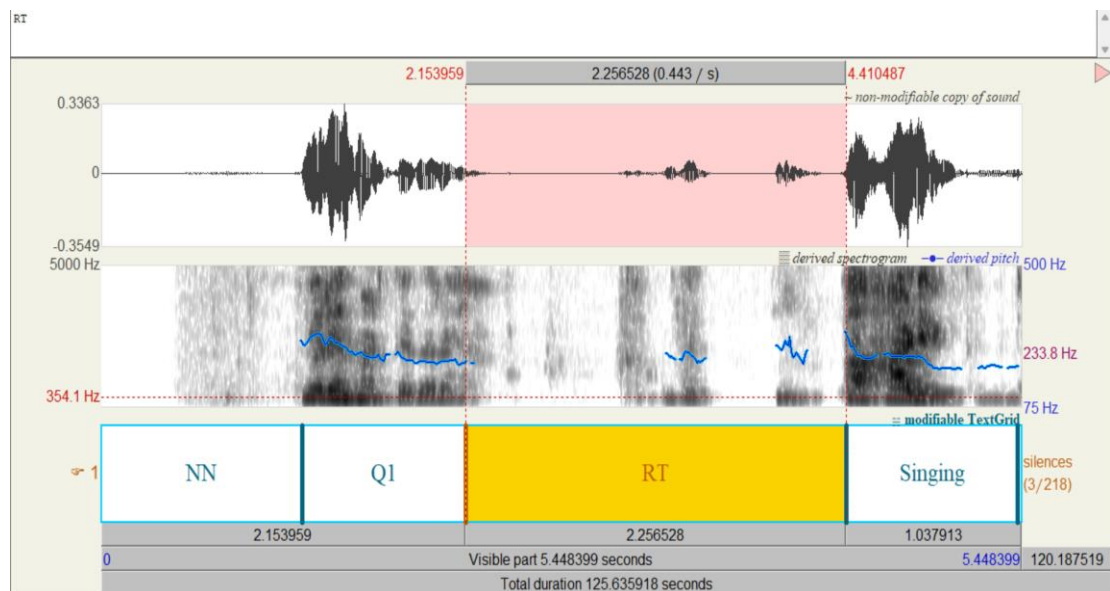 RT
2.153959 2.256528 (0.443 / s) 4.410487
0.3363 non-modifiable copy of sound
0
-0.3549
5000 Hz derived spectrogram derived pitch 500 Hz
233.8 Hz
354.1 Hz
75 Hz
modifiable TextGrid
1 NN Q1 RT Singing silences
(3/218)
2.153959 2.256528 1.037913
0 Visible part 5.448399 seconds 5.448399 120.187519
Total duration 125.635918 seconds